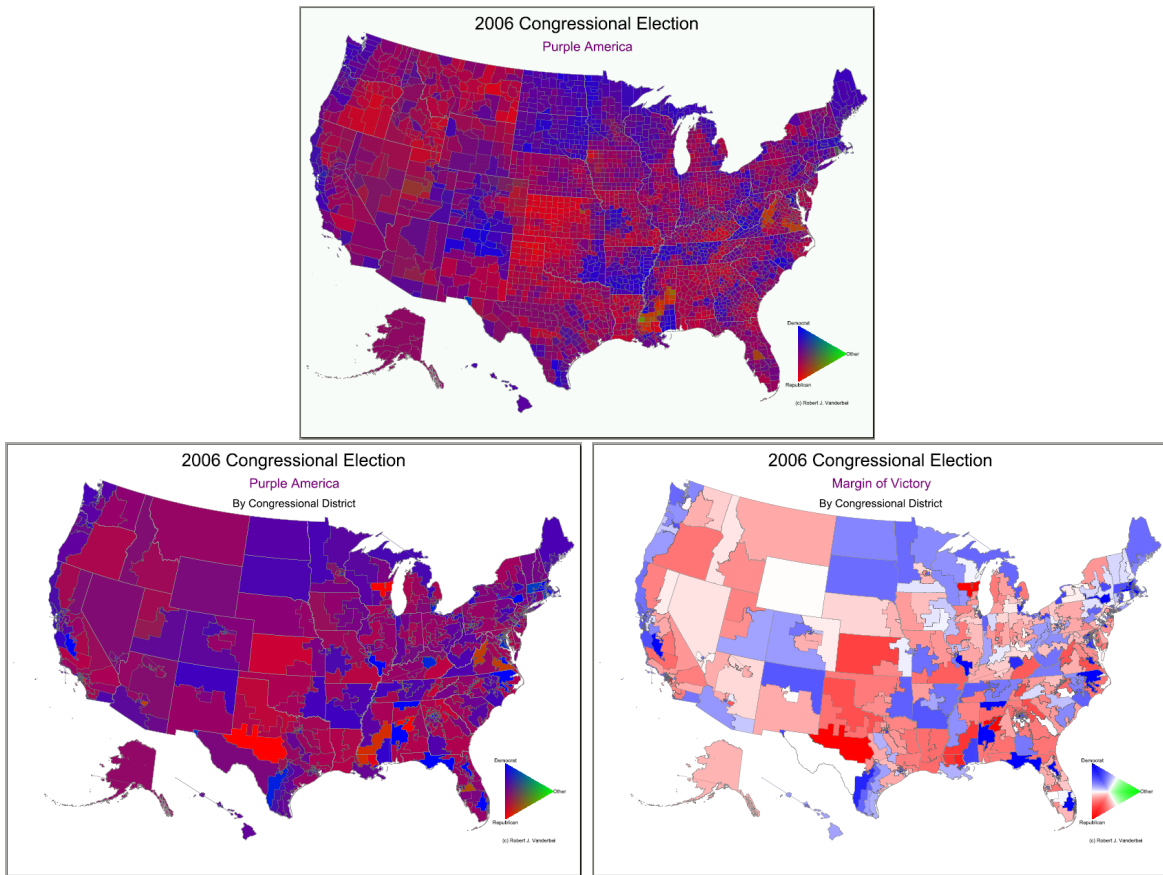 2006 Congressional Election
Purple America
Democrat
Other
Republican
(c) Robert J. Vanderbei
2006 Congressional Election
Purple America
By Congressional District
Democrat
Other
Republican
(c) Robert J. Vanderbei
2006 Congressional Election
Margin of Victory
By Congressional District
Democrat
Other
Republican
(c) Robert J. Vanderbei